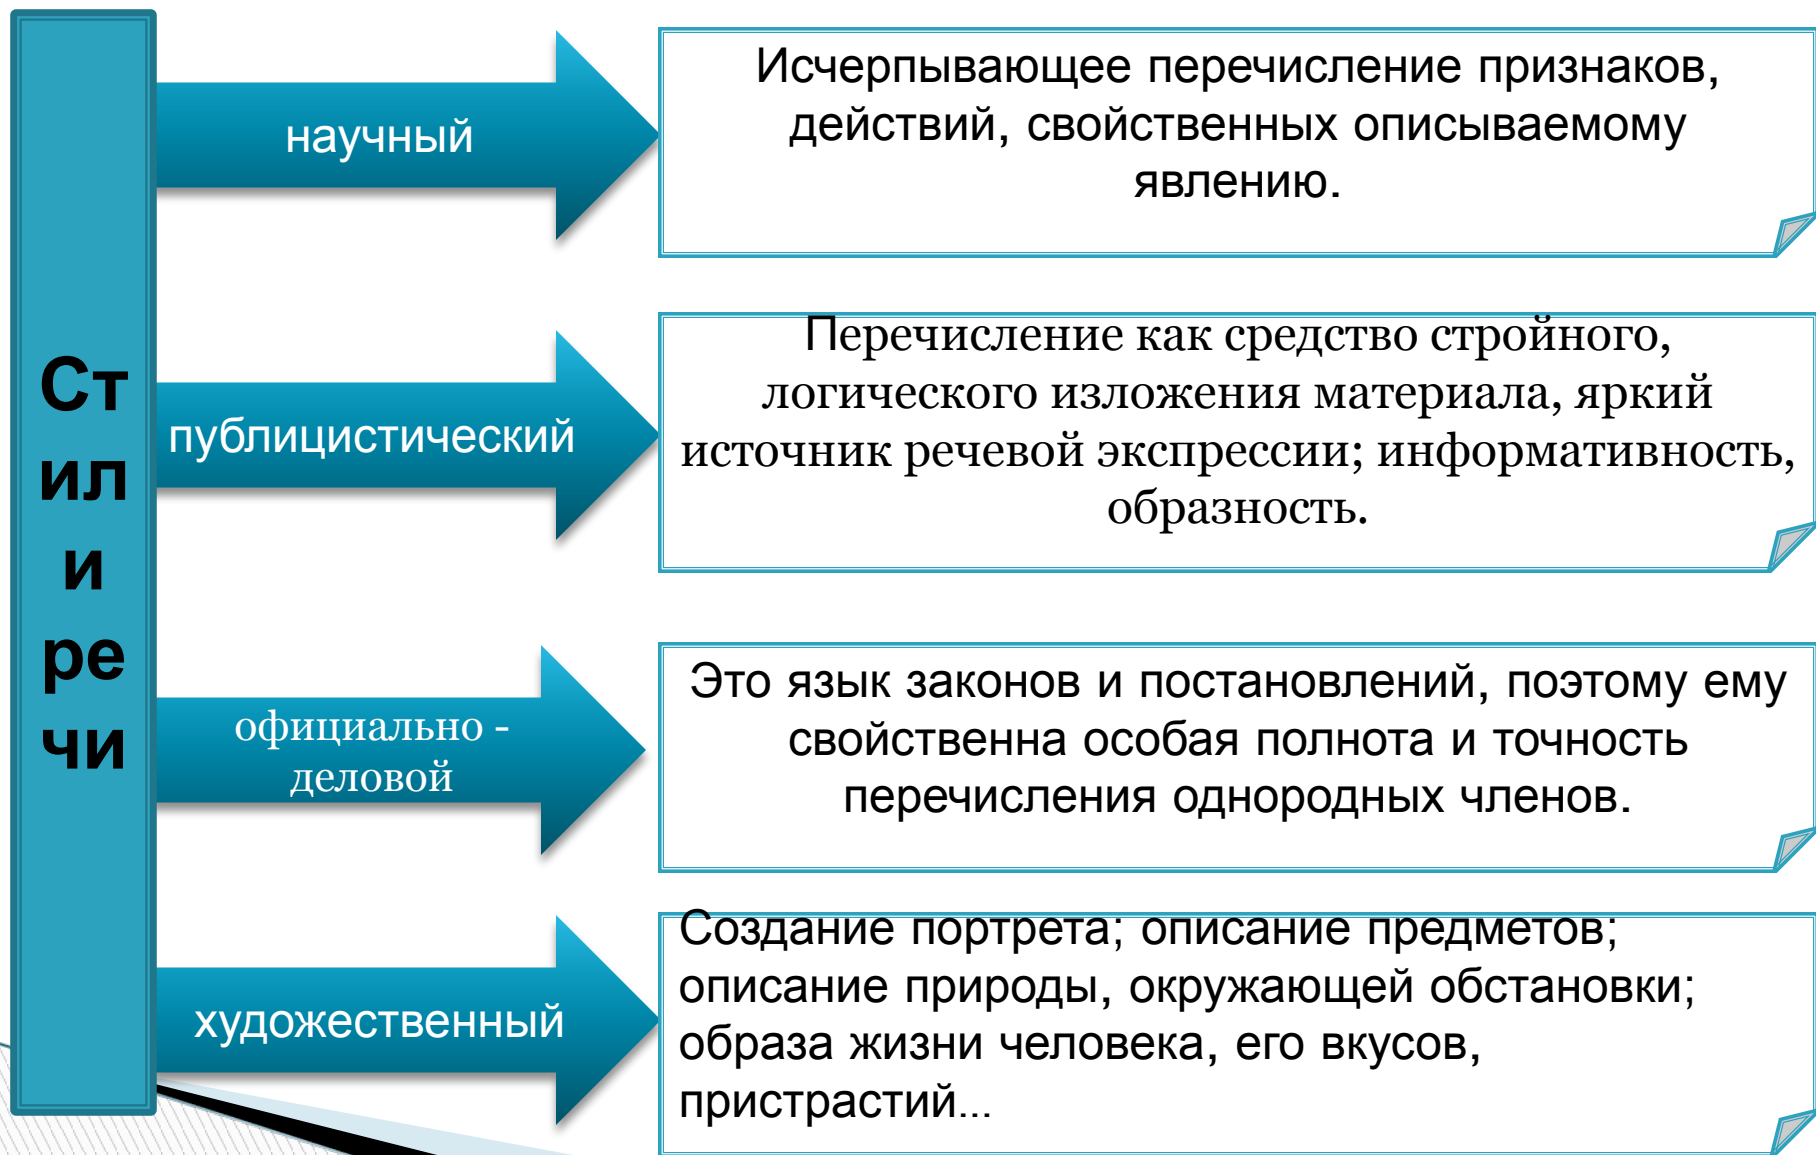 Ст
ил
и
ре
чи
научный
Исчерпывающее перечисление признаков,
действий, свойственных описываемому
явлению.
публицистический
Перечисление как средство стройного,
логического изложения материала, яркий
источник речевой экспрессии; информативность,
образность.
официально -
деловой
Это язык законов и постановлений, поэтому ему
свойственна особая полнота и точность
перечисления однородных членов.
художественный
Создание портрета; описание предметов;
описание природы, окружающей обстановки;
образа жизни человека, его вкусов,
пристрастий...